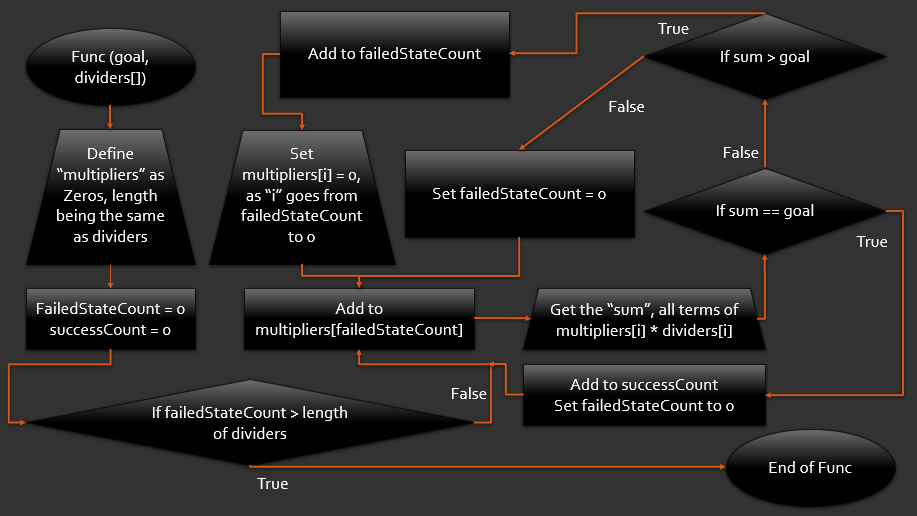 Func (goal,
dividers[])
Define
“multipliers” as
Zeros, length
being the same
as dividers
FailedStateCount = 0
successCount = 0
If failedStateCount > length
of dividers
True
False
End of Func
Add to failedStateCount
Set
multipliers[i] = 0,
as “i” goes from
failedStateCount
to 0
Add to
multipliers[failedStateCount]
Set failedStateCount = 0
Get the “sum”, all terms of
multipliers[i] * dividers[i]
If sum == goal
True
False
If sum > goal
True
False
Add to successCount
Set failedStateCount to 0